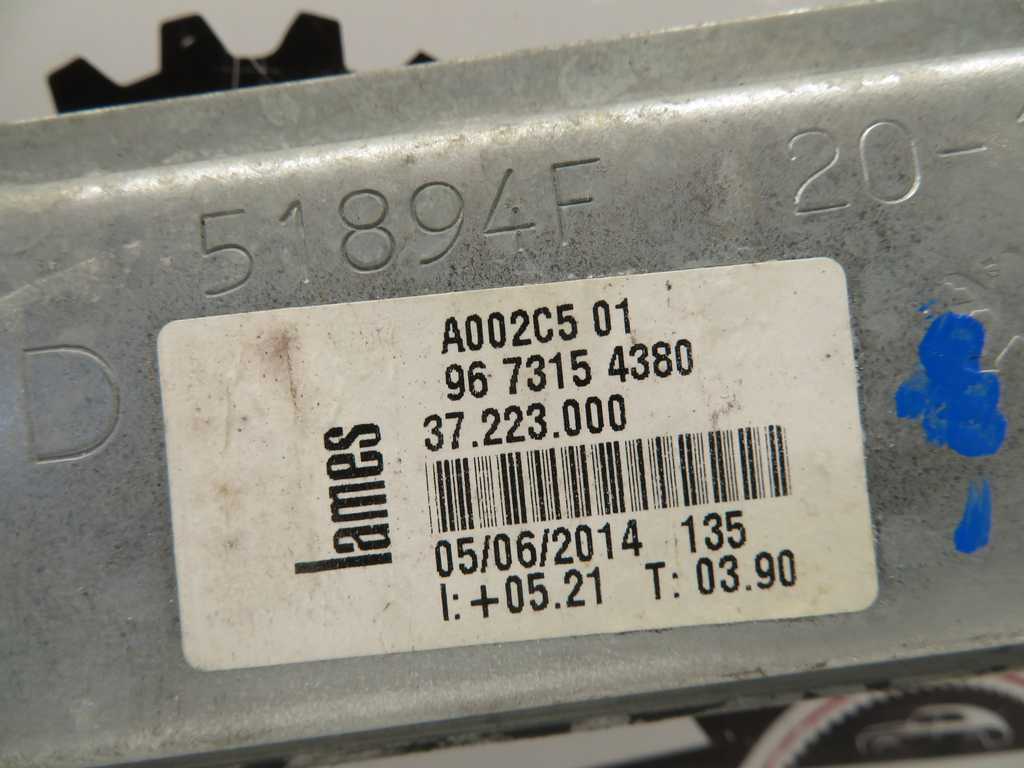 51894F 20-
D
A002C5 01
96 7315 4380
37.223.000
lames
05/06/2014 135
I: +05.21 T: 03.90